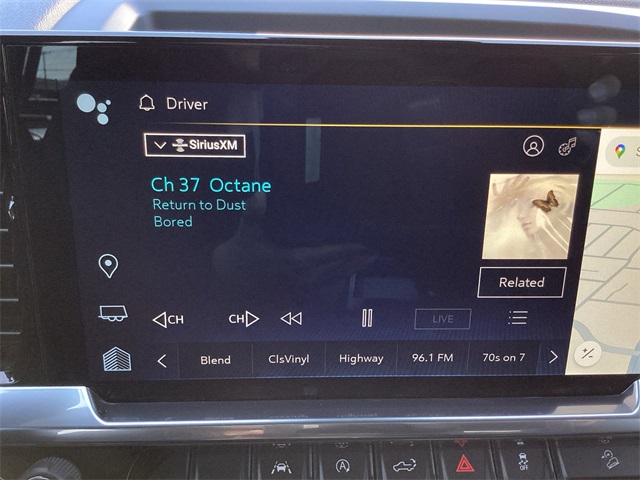 Driver
SiriusXM
S
Ch 37 Octane
Return to Dust
Bored
Related
CH
CH
LIVE
Blend
ClsVinyl
Highway
96.1 FM
70s on 7
A
OFF